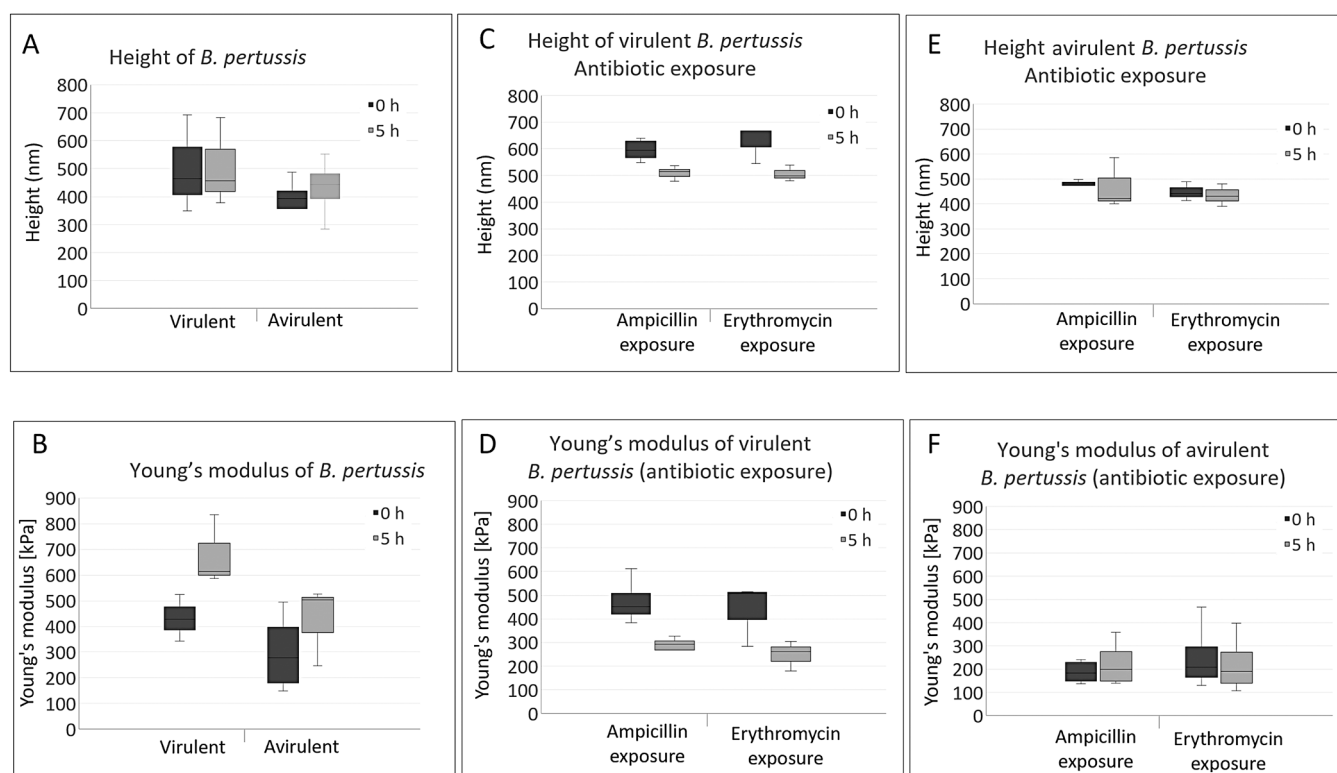 A
Height of B. pertussis
0 h
5 h
800
700
600
500
400
300
200
100
0
Height (nm)
Virulent
Avirulent
C
Height of virulent B. pertussis
Antibiotic exposure
0 h
5 h
800
700
600
500
400
300
200
100
0
Height (nm)
Ampicillin
exposure
Erythromycin
exposure
E
Height avirulent B. pertussis
Antibiotic exposure
0 h
5 h
800
700
600
500
400
300
200
100
0
Height (nm)
Ampicillin
exposure
Erythromycin
exposure
B
Young’s modulus of B. pertussis
0 h
5 h
900
800
700
600
500
400
300
200
100
0
Young's modulus [kPa]
Virulent
Avirulent
D
Young’s modulus of virulent
B. pertussis (antibiotic exposure)
0 h
5 h
900
800
700
600
500
400
300
200
100
0
Young's modulus [kPa]
Ampicillin
exposure
Erythromycin
exposure
F
Young's modulus of avirulent
B. pertussis (antibiotic exposure)
0 h
5 h
900
800
700
600
500
400
300
200
100
0
Young's modulus [kPa]
Ampicillin
exposure
Erythromycin
exposure